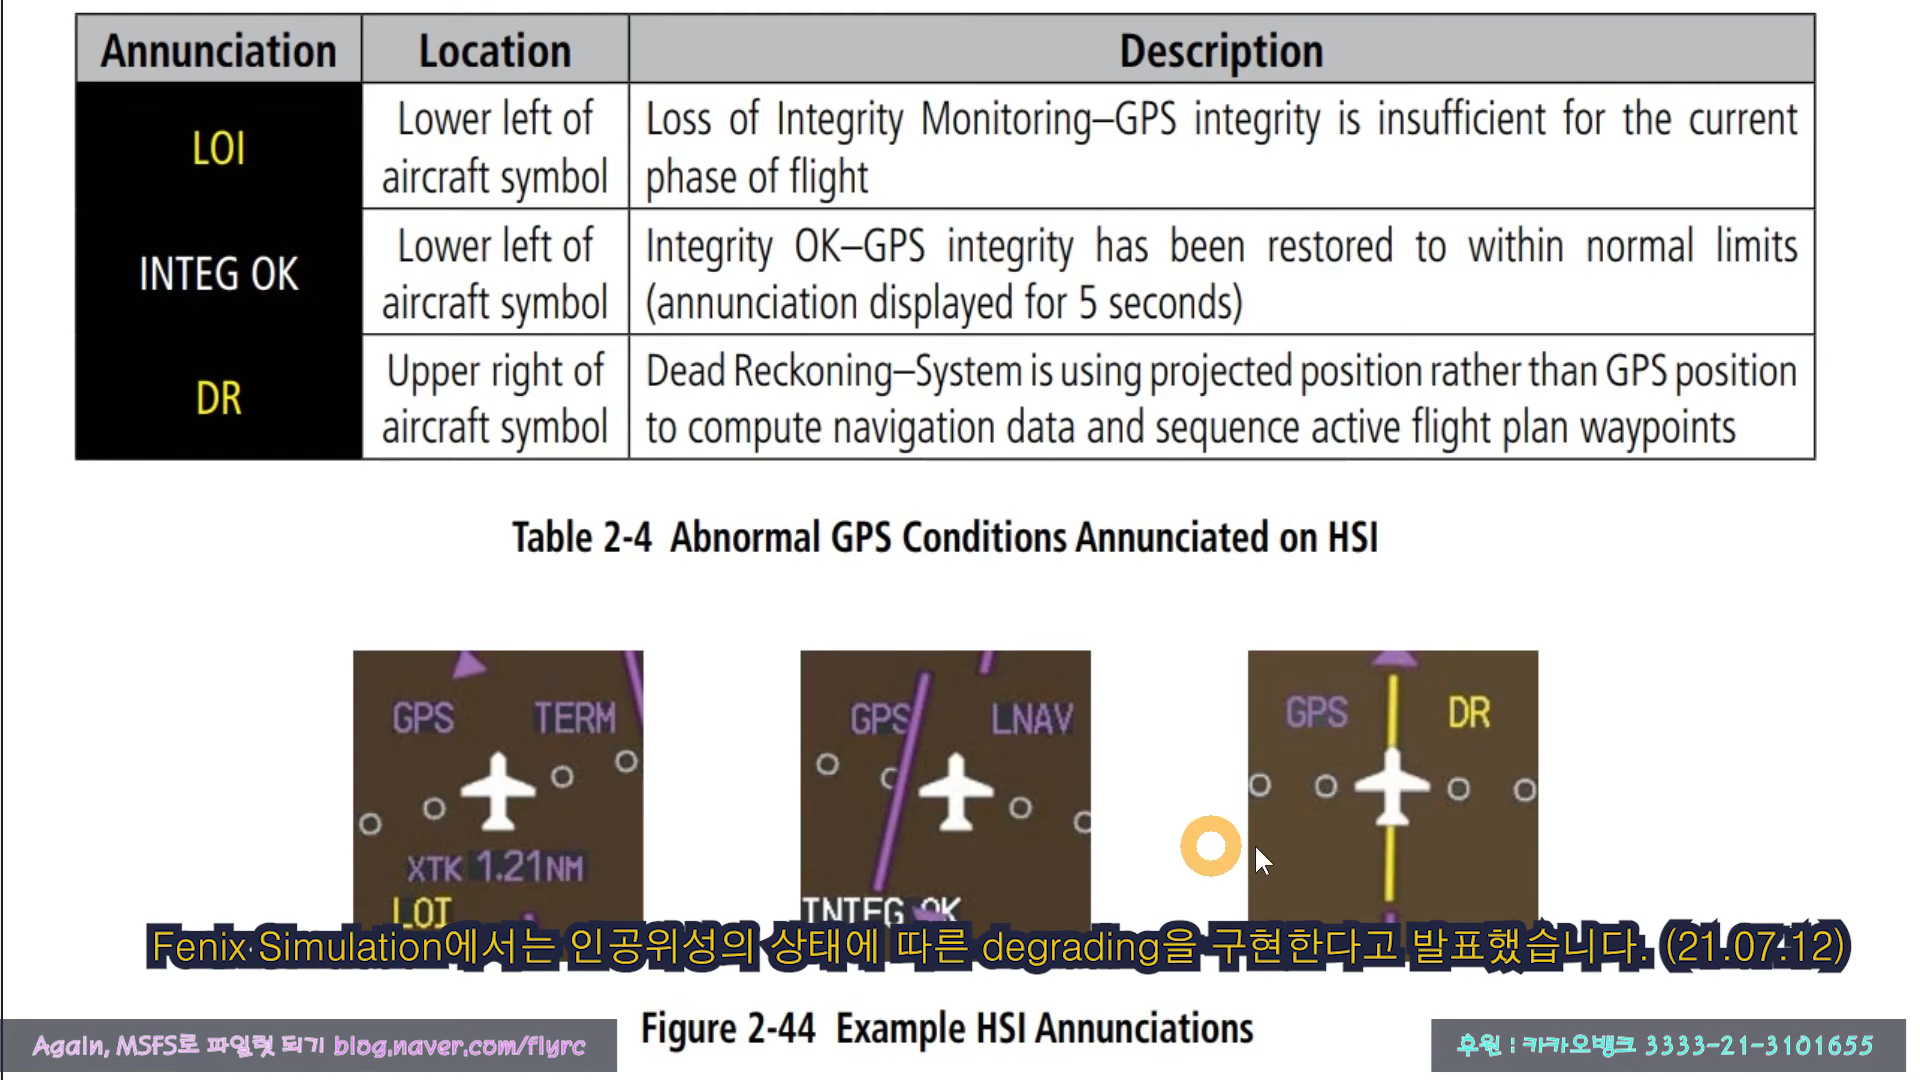 Annunciation Location Description
LOI
Lower left of
aircraft symbol
Loss of Integrity Monitoring–GPS integrity is insufficient for the current
phase of flight
INTEG OK
Lower left of
aircraft symbol
Integrity OK–GPS integrity has been restored to within normal limits
(annunciation displayed for 5 seconds)
DR
Upper right of
aircraft symbol
Dead Reckoning–System is using projected position rather than GPS position
to compute navigation data and sequence active flight plan waypoints
Table 2-4 Abnormal GPS Conditions Annunciated on HSI
GPS TERM
XTK 1.21NM
LOI
GPS LNAV
INTEG OK
GPS DR
Fenix Simulation에서는 인공위성의 상태에 따른 degrading을 구현한다고 발표했습니다. (21.07.12)
Figure 2-44 Example HSI Annunciations
Again, MSFS로 파일럿 되기 blog.naver.com/flyrc
후원 : 카카오뱅크 3333-21-3101655